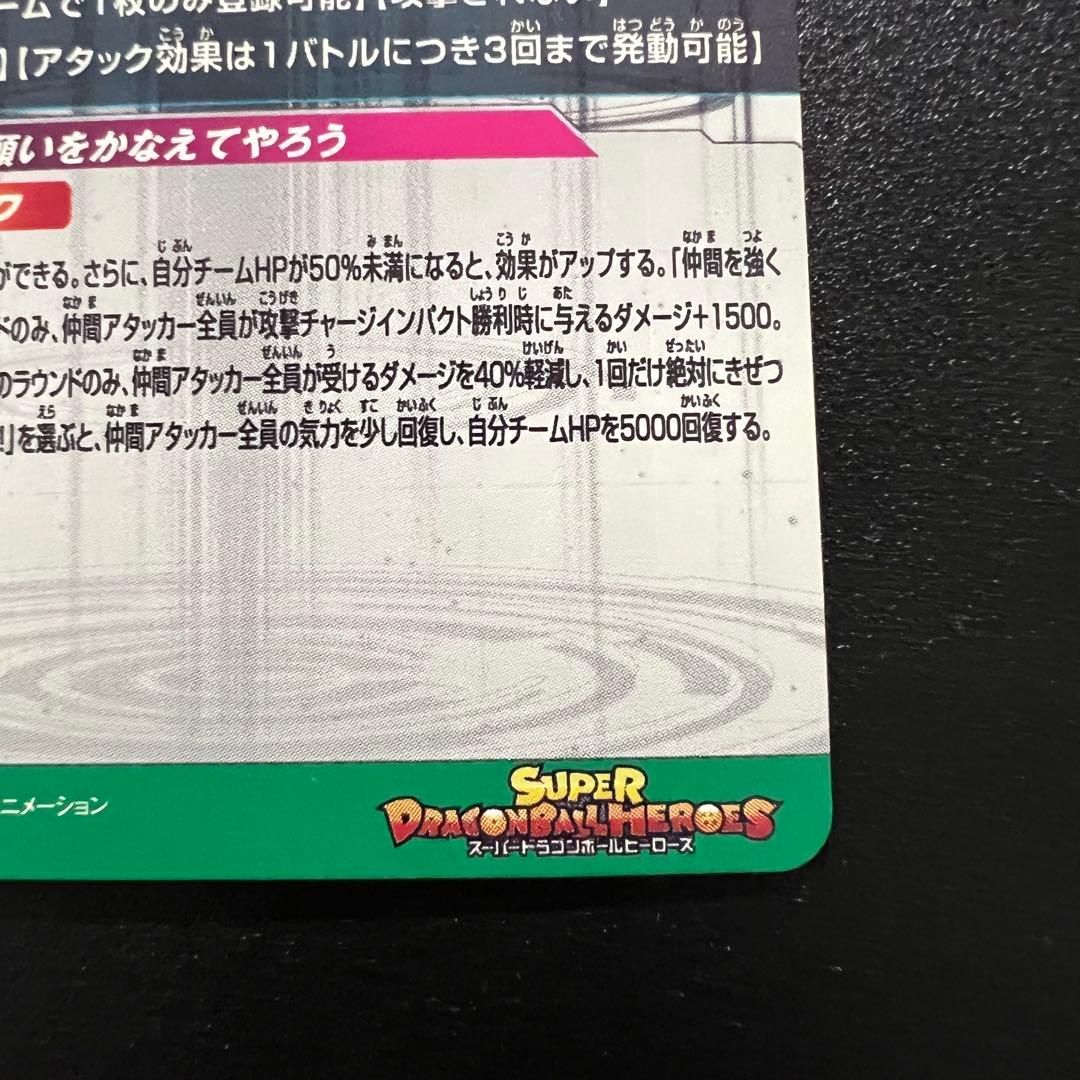 ームで1枚のみ登録可能】【攻撃されない】
】【アタック効果は1バトルにつき3回まで発動可能】
願いをかなえてやろう
ク
ができる。さらに、自分チームHPが50%未満になると、効果がアップする。「仲間を強く
ドのみ、仲間アタッカー全員が攻撃チャージインパクト勝利時に与えるダメージ+1500。
のラウンドのみ、仲間アタッカー全員が受けるダメージを40%軽減し、1回だけ絶対にきぜつ
!」を選ぶと、仲間アタッカー全員の気力を少し回復し、自分チームHPを5000回復する。
ニメーション
SUPER
DRAGONBALL HEROES
スーパードラゴンボールヒーローズ